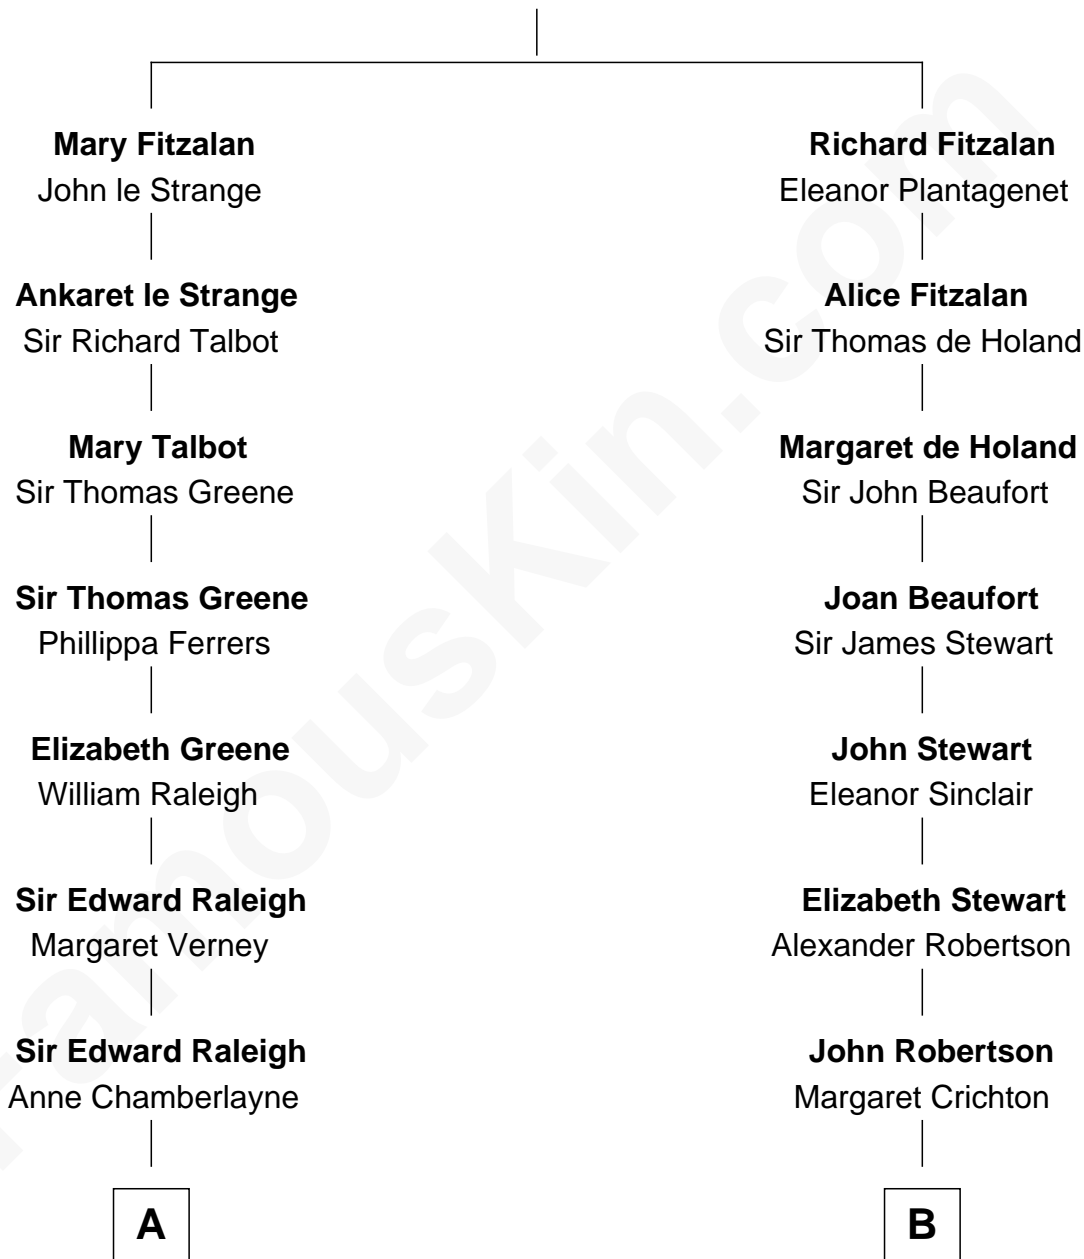 Mary Fitzalan
John le Strange
Ankaret le Strange
Sir Richard Talbot
Mary Talbot
Sir Thomas Greene
Sir Thomas Greene
Phillippa Ferrers
Elizabeth Greene
William Raleigh
Sir Edward Raleigh
Margaret Verney
Sir Edward Raleigh
Anne Chamberlayne
A
Richard Fitzalan
Eleanor Plantagenet
Alice Fitzalan
Sir Thomas de Holand
Margaret de Holand
Sir John Beaufort
Joan Beaufort
Sir James Stewart
John Stewart
Eleanor Sinclair
Elizabeth Stewart
Alexander Robertson
John Robertson
Margaret Crichton
B
FamousKin.com